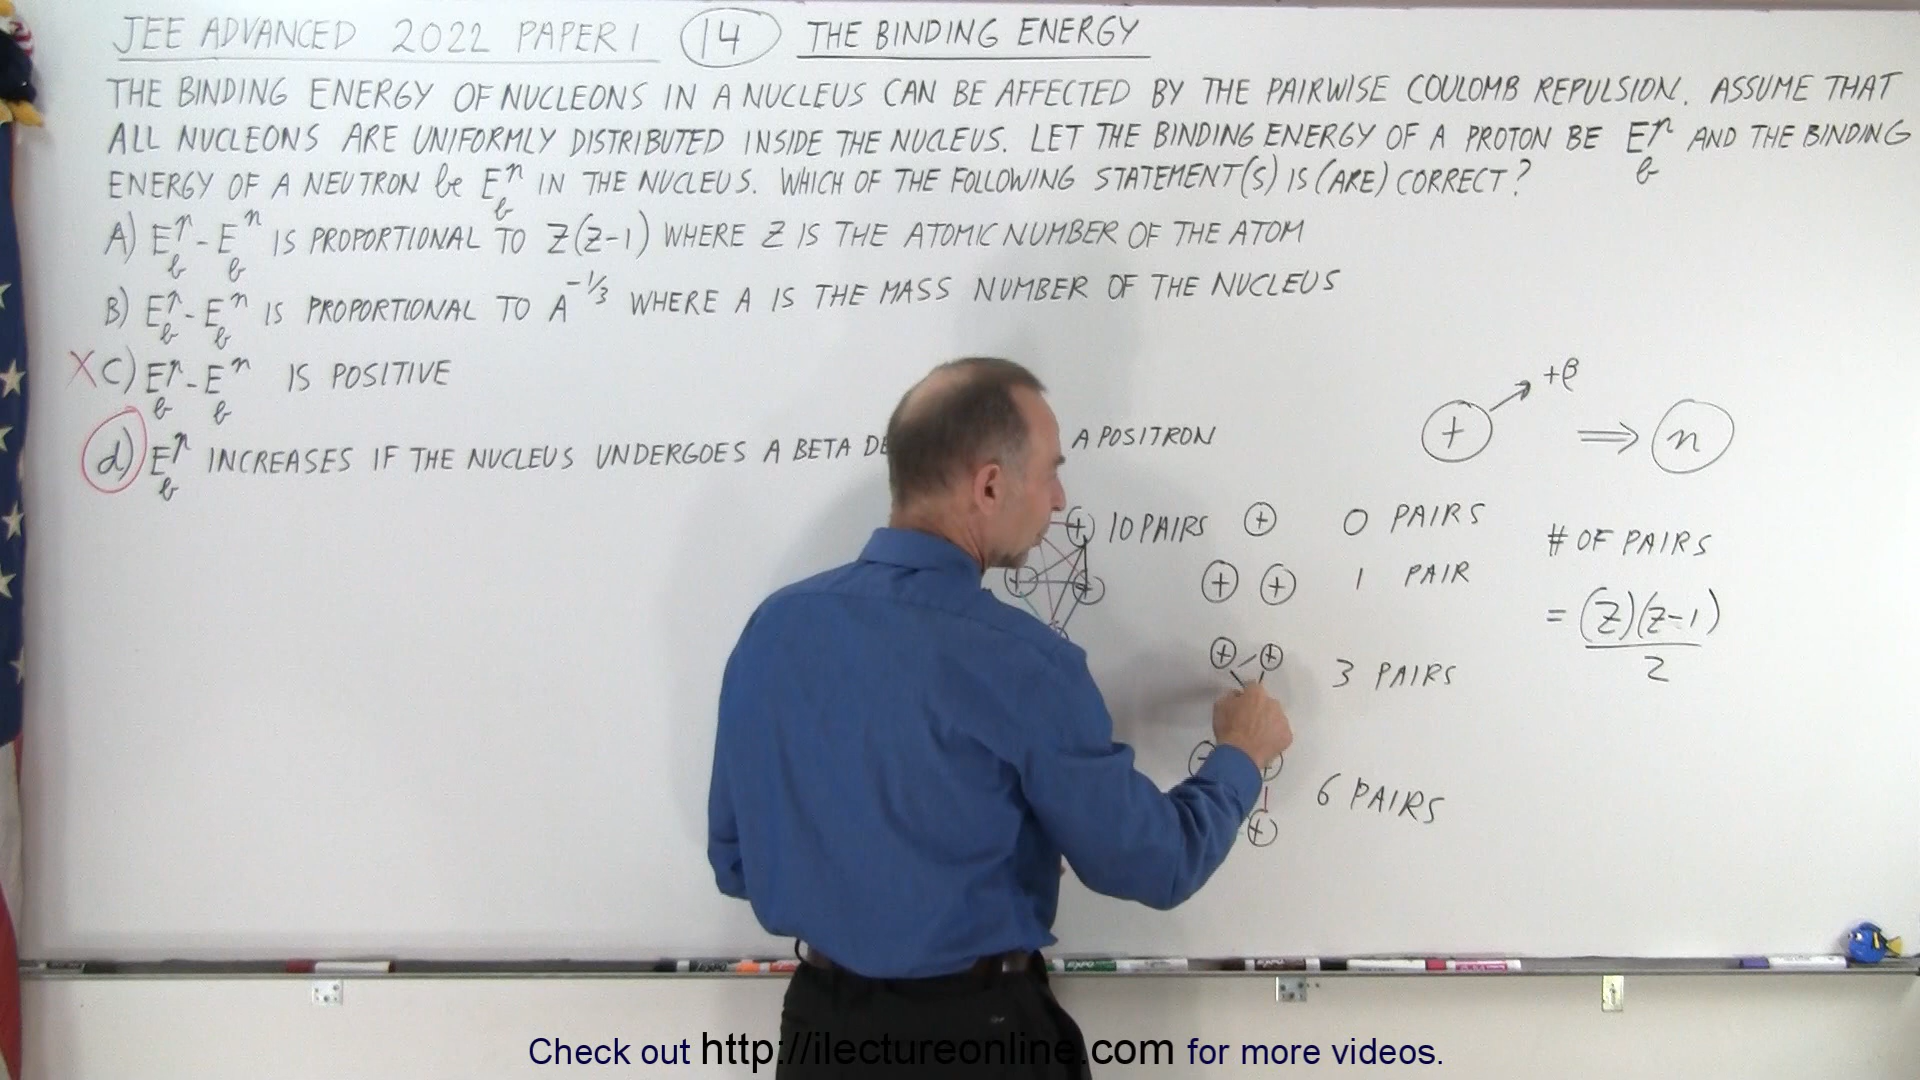 JEE ADVANCED 2022 PAPER 1 14 THE BINDING ENERGY
THE BINDING ENERGY OF NUCLEONS IN A NUCLEUS CAN BE AFFECTED BY THE PAIRWISE COULOMB REPULSION. ASSUME THAT
ALL NUCLEONS ARE UNIFORMLY DISTRIBUTED INSIDE THE NUCLEUS. LET THE BINDING ENERGY OF A PROTON BE E_b^p AND THE BINDING
ENERGY OF A NEUTRON be E_b^n IN THE NUCLEUS. WHICH OF THE FOLLOWING STATEMENT(S) IS (ARE) CORRECT?
A) E_b^p - E_b^n IS PROPORTIONAL TO Z(Z-1) WHERE Z IS THE ATOMIC NUMBER OF THE ATOM
B) E_b^p - E_b^n IS PROPORTIONAL TO A^-1/3 WHERE A IS THE MASS NUMBER OF THE NUCLEUS
X C) E_b^p - E_b^n IS POSITIVE
d) E_b^p INCREASES IF THE NUCLEUS UNDERGOES A BETA A POSITRON
+ +β ⇒ n
+ + + 10 PAIRS
+ 0 PAIRS
+ + 1 PAIR
+ + 3 PAIRS
+ 6 PAIRS
# OF PAIRS
= (Z)(Z-1)
2
Check out http://ilectureonline.com for more videos.